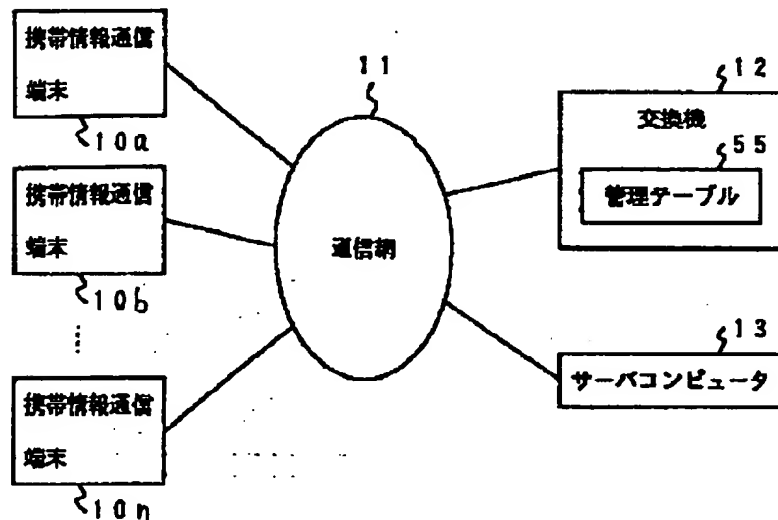 携帯情報通信
端末
10a
携帯情報通信
端末
10b
携帯情報通信
端末
10n
11
通信網
12
交換機
55
管理テーブル
13
サーバコンピュータ